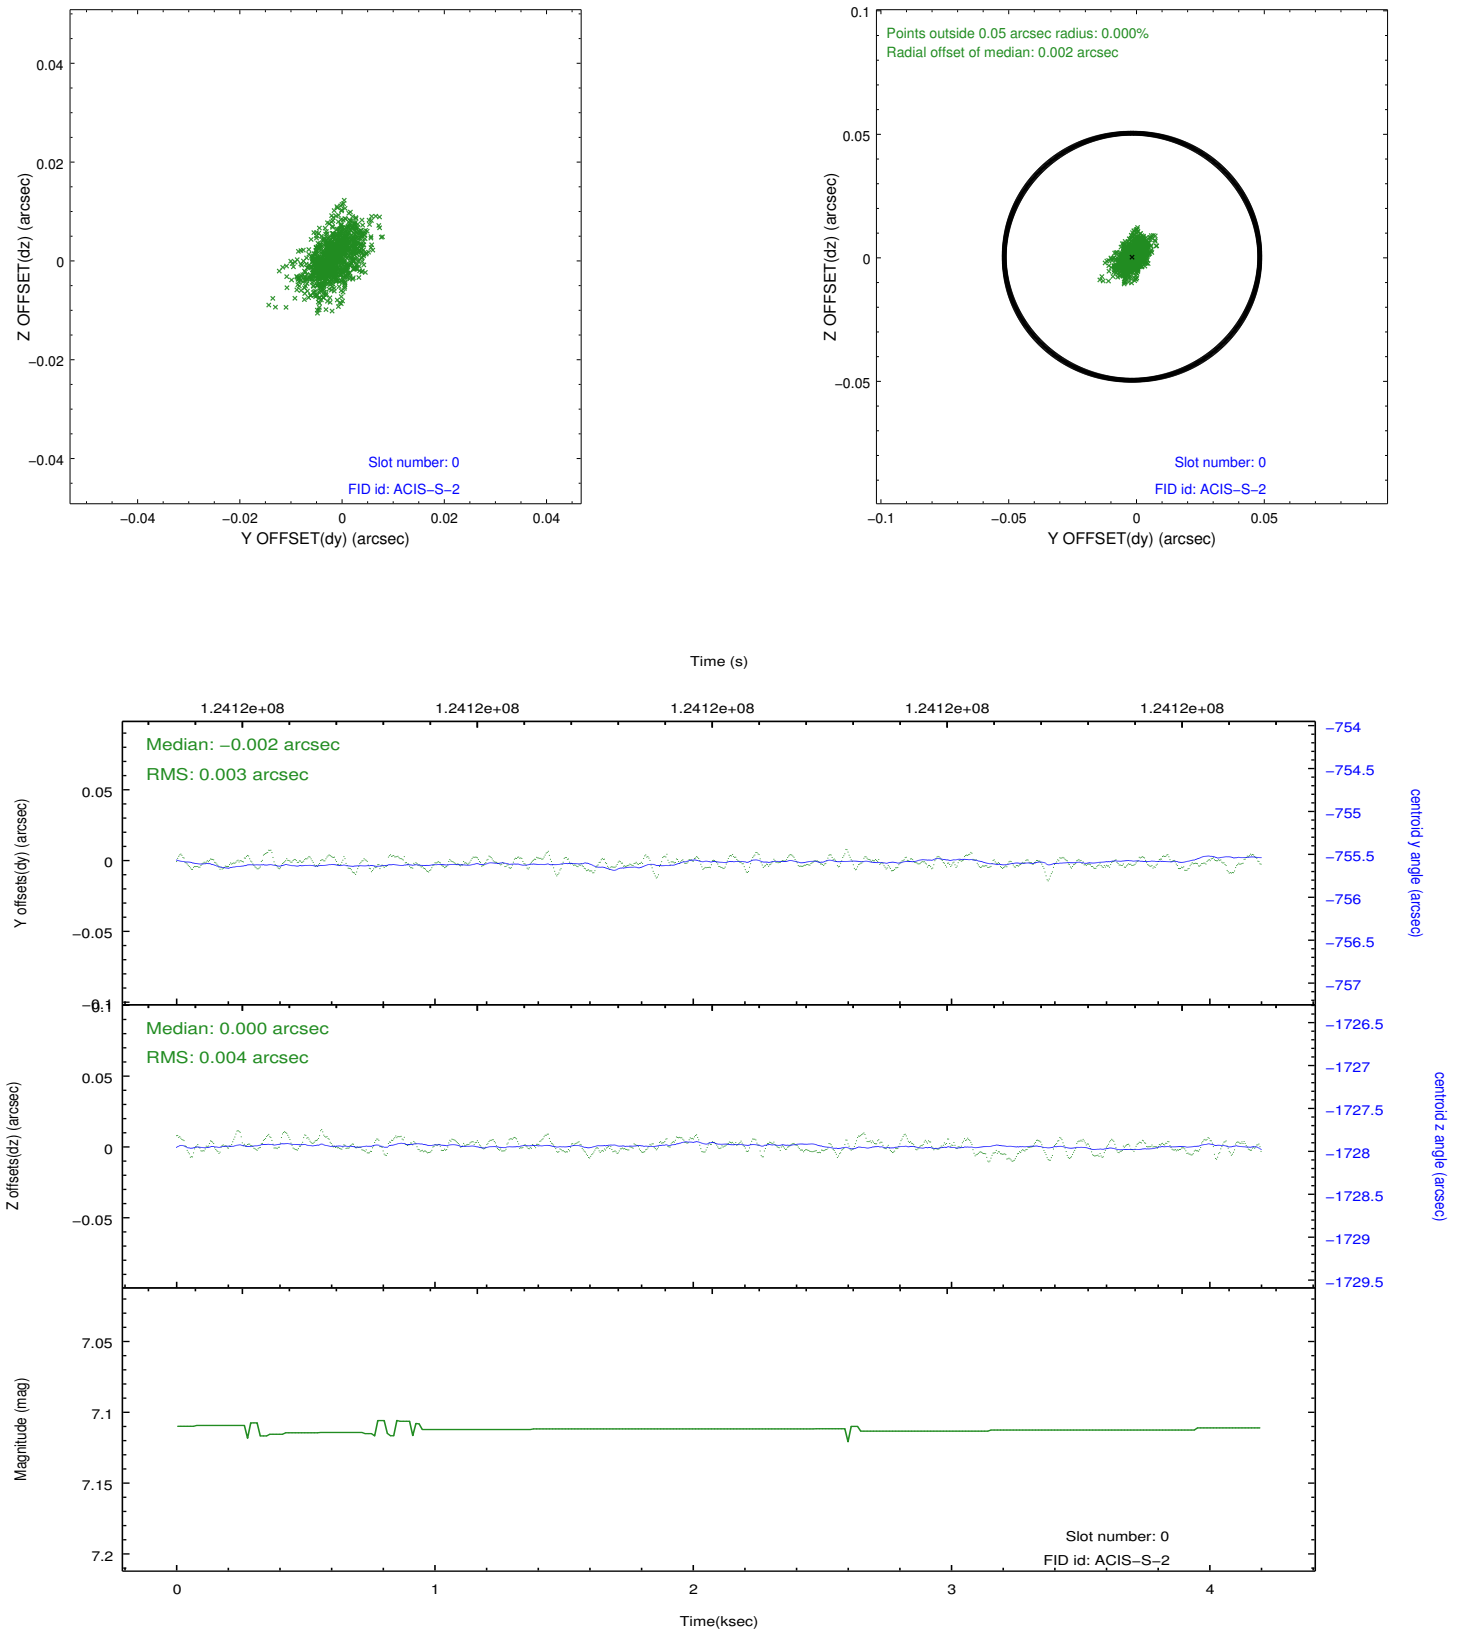 0.04
0.02
0
−0.02
−0.04
Z OFFSET(dz) (arcsec)
Slot number: 0
FID id: ACIS−S−2
−0.04
−0.02
0
0.02
0.04
Y OFFSET(dy) (arcsec)
Points outside 0.05 arcsec radius: 0.000%
Radial offset of median: 0.002 arcsec
0.1
0.05
0
−0.05
Z OFFSET(dz) (arcsec)
Slot number: 0
FID id: ACIS−S−2
−0.1
−0.05
0
0.05
Y OFFSET(dy) (arcsec)
Time (s)
1.2412e+08
1.2412e+08
1.2412e+08
1.2412e+08
1.2412e+08
Median: −0.002 arcsec
RMS: 0.003 arcsec
0.05
0
−0.05
−0.1
Y offsets(dy) (arcsec)
−754
−754.5
−755
−755.5
−756
−756.5
−757
centroid y angle (arcsec)
0.1
Median: 0.000 arcsec
RMS: 0.004 arcsec
0.05
0
−0.05
Z offsets(dz) (arcsec)
−1726.5
−1727
−1727.5
−1728
−1728.5
−1729
−1729.5
centroid z angle (arcsec)
7.05
7.1
7.15
7.2
Magnitude (mag)
Slot number: 0
FID id: ACIS−S−2
0
1
2
3
4
Time(ksec)